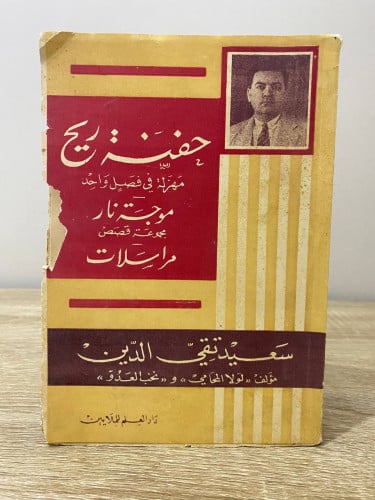 حفنة ريح
مهزلة في فصل واحد
موجة نار
مجموعة قصص
مراسلات
سعيد تقي الدين
مؤلف «لولا المحامي» و «نخب العدو»
دار العلم للملايين